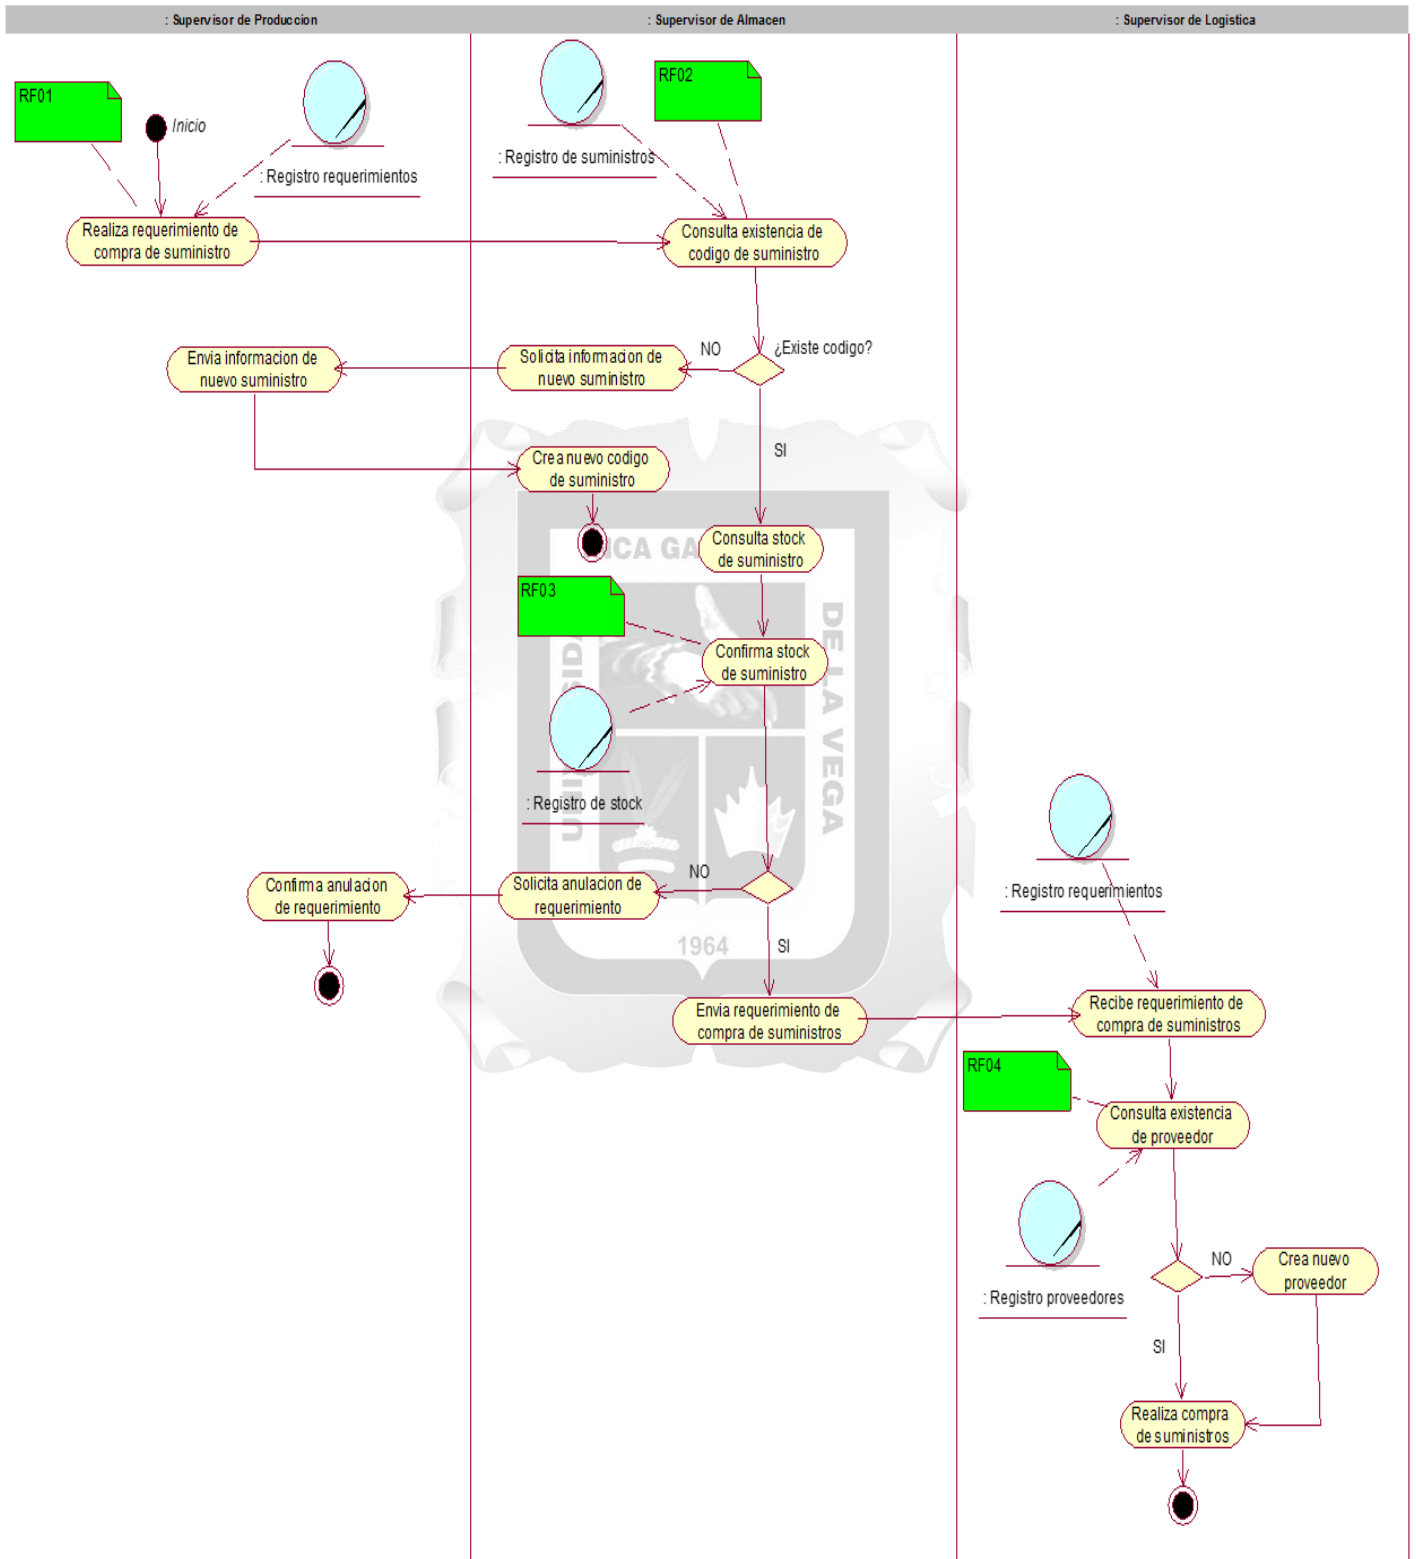 : Supervisor de Produccion
: Supervisor de Almacen
: Supervisor de Logistica
RF01
Inicio
: Registro requerimientos
: Registro de suministros
RF02
Realiza requerimiento de
compra de suministro
Consulta existencia de
codigo de suministro
Envia informacion de
nuevo suministro
Solicita informacion de
nuevo suministro
NO
¿Existe codigo?
SI
Crea nuevo codigo
de suministro
Consulta stock
de suministro
RF03
Confirma stock
de suministro
: Registro de stock
Confirma anulacion
de requerimiento
Solicita anulacion de
requerimiento
NO
SI
: Registro requerimientos
Envia requerimiento de
compra de suministros
Recibe requerimiento de
compra de suministros
RF04
Consulta existencia
de proveedor
: Registro proveedores
NO
Crea nuevo
proveedor
SI
Realiza compra
de suministros
DE LA VEGA
1964